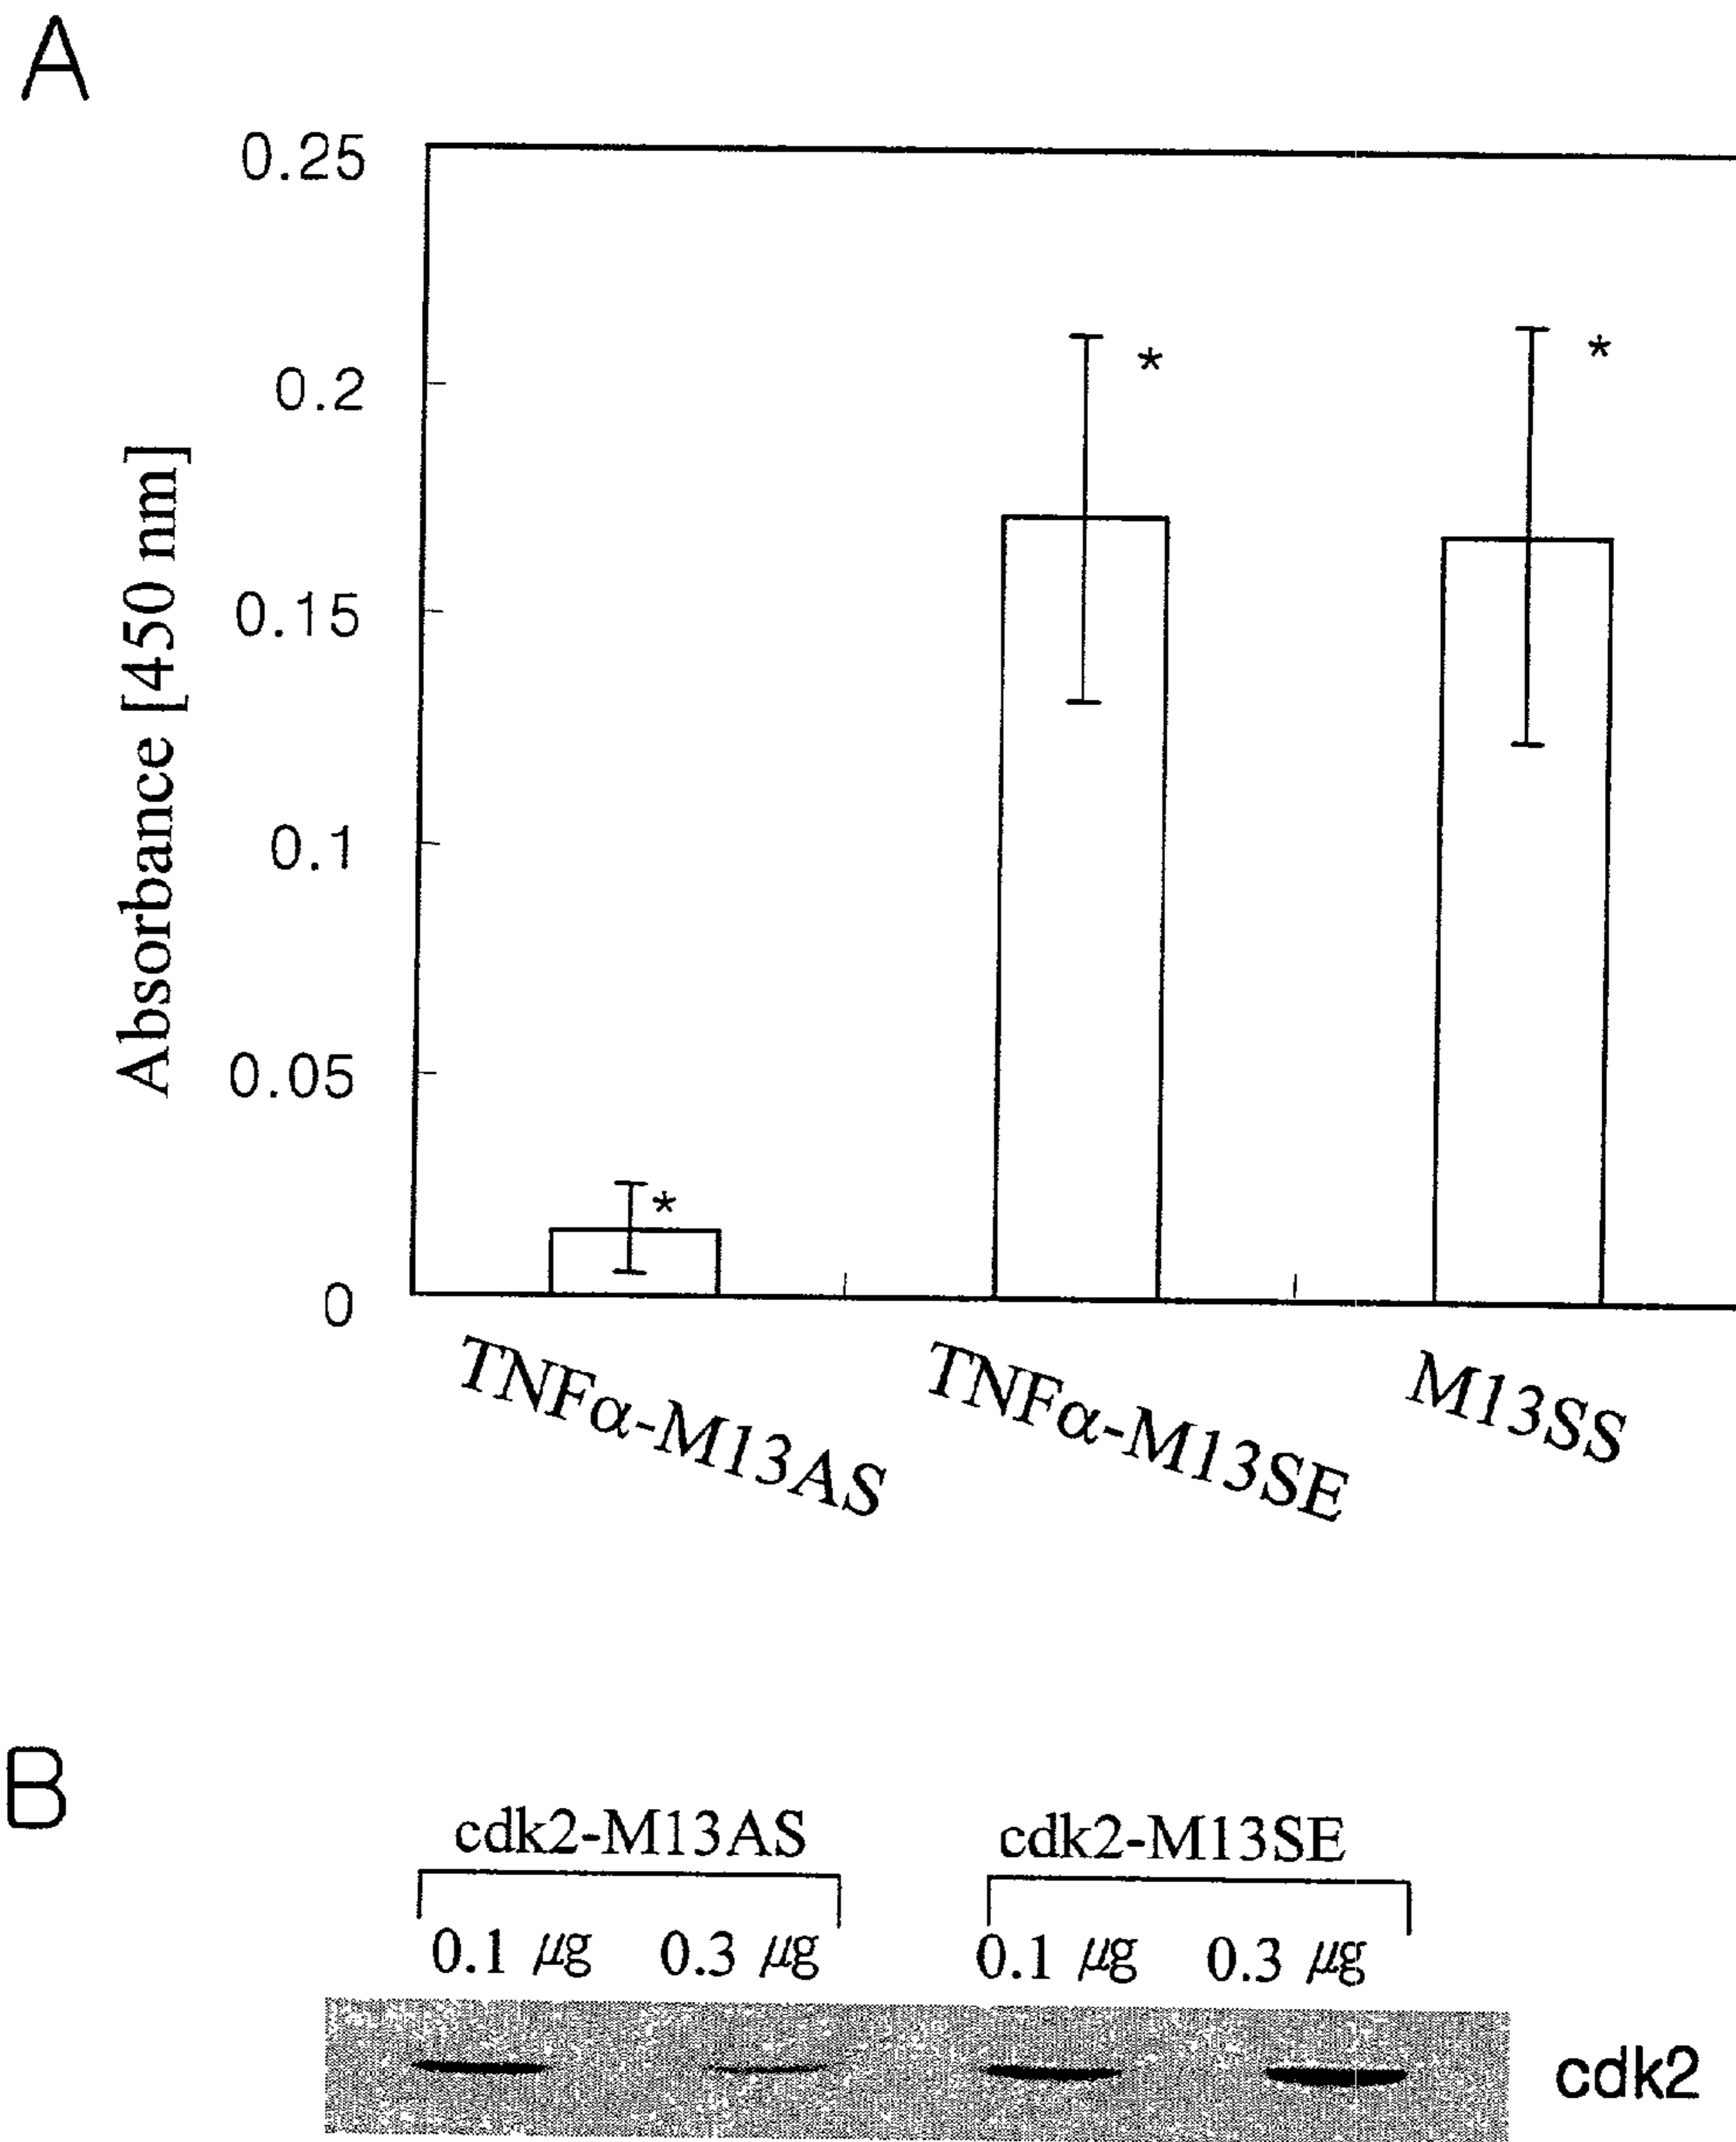 A
0.25
0.2
0.15
0.1
0.05
0
Absorbance [450 nm]
*
*
*
TNFα-M13AS
TNFα-M13SE
M13SS
B
cdk2-M13AS
cdk2-M13SE
0.1 μg
0.3 μg
0.1 μg
0.3 μg
cdk2